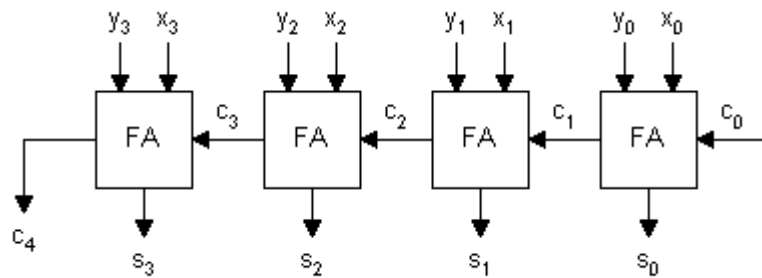 y3 x3 y2 x2 y1 x1 y0 x0
c3 c2 c1 c0
FA FA FA FA
c4 s3 s2 s1 s0